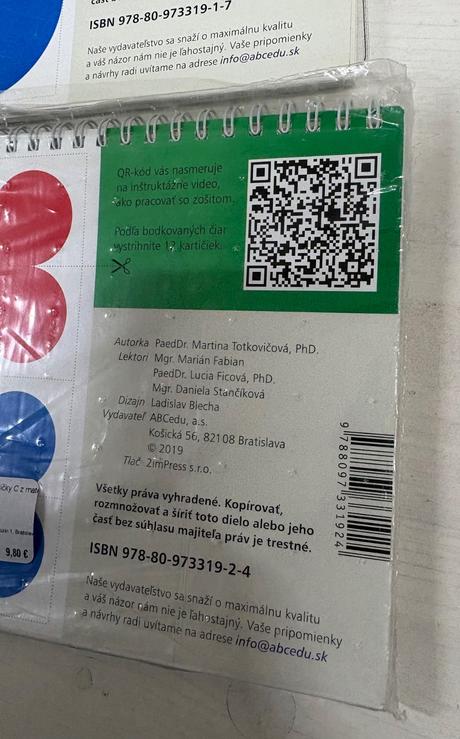 ISBN 978-80-973319-1-7
Naše vydavateľstvo sa snaží o maximálnu kvalitu
a váš názor nám nie je ľahostajný. Vaše pripomienky
a návrhy radi uvítame na adrese info@abcedu.sk
QR-kód vás nasmeruje
na inštruktážne video,
ako pracovať so zošitom.
Podľa bodkovaných čiar
vystrihnite 12 kartičiek.
Autorka PaedDr. Martina Totkovičová, PhD.
Lektori Mgr. Marián Fabian
PaedDr. Lucia Ficová, PhD.
Mgr. Daniela Stančíková
Dizajn Ladislav Blecha
Vydavateľ ABCedu, a.s.
Košická 56, 82108 Bratislava
© 2019
Tlač 2imPress s.r.o.
Všetky práva vyhradené. Kopírovať,
rozmnožovať a šíriť toto dielo alebo jeho
časť bez súhlasu majiteľa práv je trestné.
ISBN 978-80-973319-2-4
Naše vydavateľstvo sa snaží o maximálnu kvalitu
a váš názor nám nie je ľahostajný. Vaše pripomienky
a návrhy radi uvítame na adrese info@abcedu.sk
9 788097 331924
9,80 €